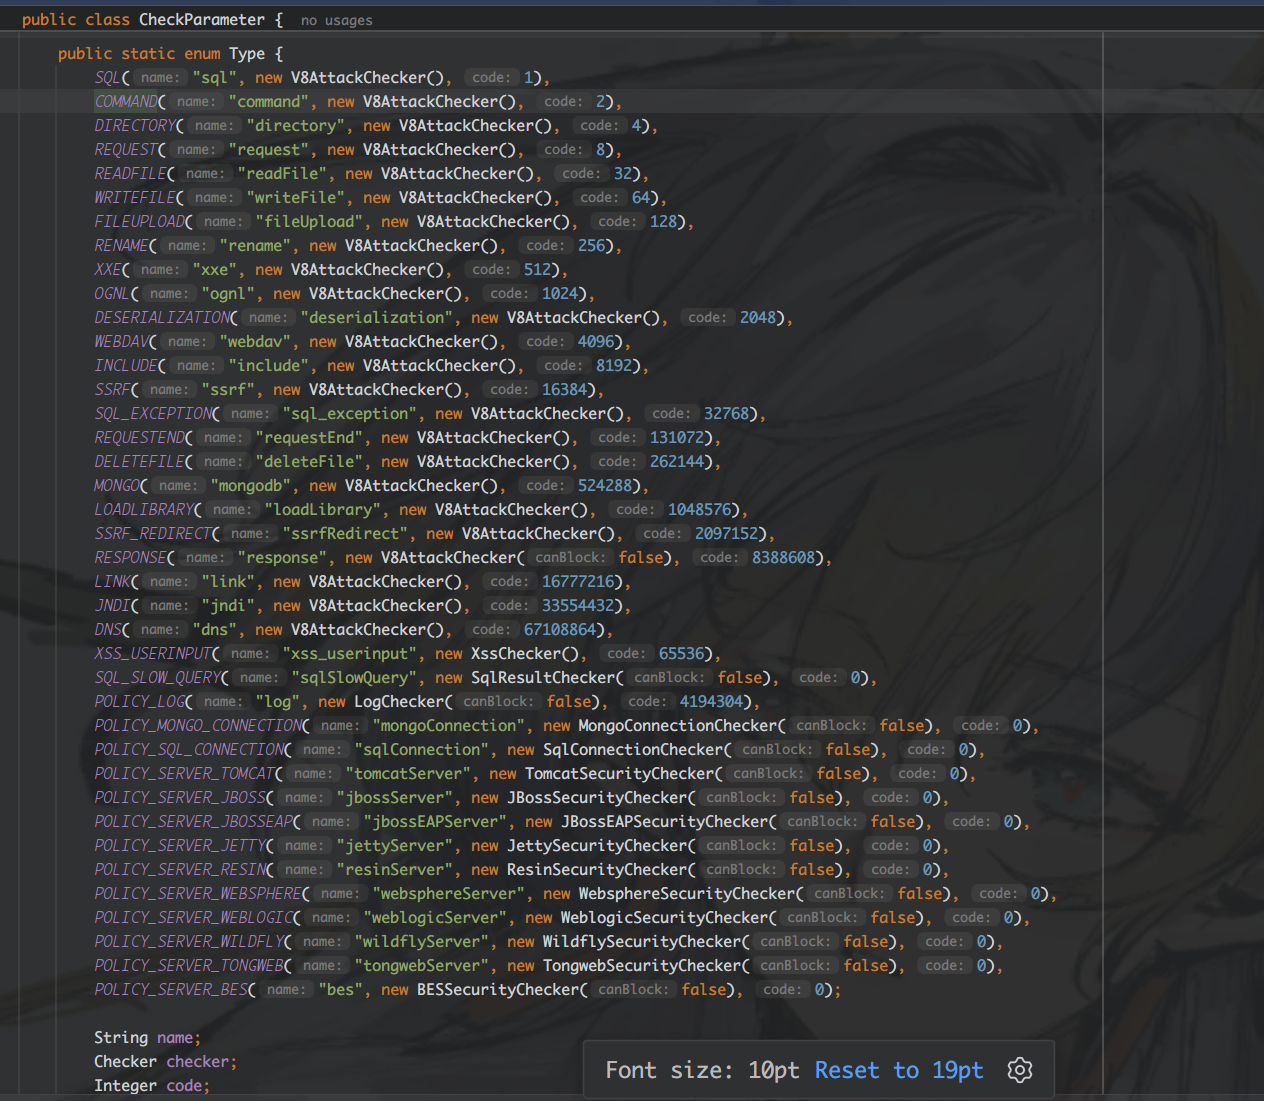 public class CheckParameter { no usages
public static enum Type {
SQL( name: "sql", new V8AttackChecker(), code: 1),
COMMAND( name: "command", new V8AttackChecker(), code: 2),
DIRECTORY( name: "directory", new V8AttackChecker(), code: 4),
REQUEST( name: "request", new V8AttackChecker(), code: 8),
READFILE( name: "readFile", new V8AttackChecker(), code: 32),
WRITEFILE( name: "writeFile", new V8AttackChecker(), code: 64),
FILEUPLOAD( name: "fileUpload", new V8AttackChecker(), code: 128),
RENAME( name: "rename", new V8AttackChecker(), code: 256),
XXE( name: "xxe", new V8AttackChecker(), code: 512),
OGNL( name: "ognl", new V8AttackChecker(), code: 1024),
DESERIALIZATION( name: "deserialization", new V8AttackChecker(), code: 2048),
WEBDAV( name: "webdav", new V8AttackChecker(), code: 4096),
INCLUDE( name: "include", new V8AttackChecker(), code: 8192),
SSRF( name: "ssrf", new V8AttackChecker(), code: 16384),
SQL_EXCEPTION( name: "sql_exception", new V8AttackChecker(), code: 32768),
REQUESTEND( name: "requestEnd", new V8AttackChecker(), code: 131072),
DELETEFILE( name: "deleteFile", new V8AttackChecker(), code: 262144),
MONGO( name: "mongodb", new V8AttackChecker(), code: 524288),
LOADLIBRARY( name: "loadLibrary", new V8AttackChecker(), code: 1048576),
SSRF_REDIRECT( name: "ssrfRedirect", new V8AttackChecker(), code: 2097152),
RESPONSE( name: "response", new V8AttackChecker( canBlock: false), code: 8388608),
LINK( name: "link", new V8AttackChecker(), code: 16777216),
JNDI( name: "jndi", new V8AttackChecker(), code: 33554432),
DNS( name: "dns", new V8AttackChecker(), code: 67108864),
XSS_USERINPUT( name: "xss_userinput", new XssChecker(), code: 65536),
SQL_SLOW_QUERY( name: "sqlSlowQuery", new SqlResultChecker( canBlock: false), code: 0),
POLICY_LOG( name: "log", new LogChecker( canBlock: false), code: 4194304),
POLICY_MONGO_CONNECTION( name: "mongoConnection", new MongoConnectionChecker( canBlock: false), code: 0),
POLICY_SQL_CONNECTION( name: "sqlConnection", new SqlConnectionChecker( canBlock: false), code: 0),
POLICY_SERVER_TOMCAT( name: "tomcatServer", new TomcatSecurityChecker( canBlock: false), code: 0),
POLICY_SERVER_JBOSS( name: "jbossServer", new JBossSecurityChecker( canBlock: false), code: 0),
POLICY_SERVER_JBOSSEAP( name: "jbossEAPServer", new JBossEAPSecurityChecker( canBlock: false), code: 0),
POLICY_SERVER_JETTY( name: "jettyServer", new JettySecurityChecker( canBlock: false), code: 0),
POLICY_SERVER_RESIN( name: "resinServer", new ResinSecurityChecker( canBlock: false), code: 0),
POLICY_SERVER_WEBSPHERE( name: "websphereServer", new WebsphereSecurityChecker( canBlock: false), code: 0),
POLICY_SERVER_WEBLOGIC( name: "weblogicServer", new WeblogicSecurityChecker( canBlock: false), code: 0),
POLICY_SERVER_WILDFLY( name: "wildflyServer", new WildflySecurityChecker( canBlock: false), code: 0),
POLICY_SERVER_TONGWEB( name: "tongwebServer", new TongwebSecurityChecker( canBlock: false), code: 0),
POLICY_SERVER_BES( name: "bes", new BESSecurityChecker( canBlock: false), code: 0);
String name;
Checker checker;
Integer code;
Font size: 10pt Reset to 19pt